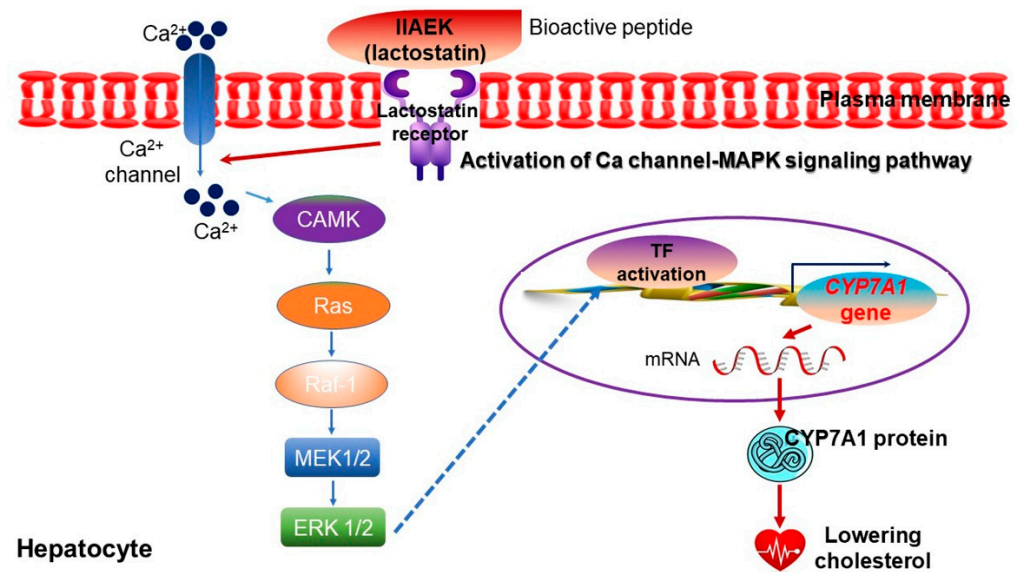 Ca²⁺
IIAEK
(lactostatin)
Bioactive peptide
Plasma membrane
Lactostatin
receptor
Ca²⁺
channel
Activation of Ca channel-MAPK signaling pathway
Ca²⁺
CAMK
TF
activation
CYP7A1
gene
Ras
mRNA
Raf-1
CYP7A1 protein
MEK1/2
ERK 1/2
Hepatocyte
Lowering
cholesterol